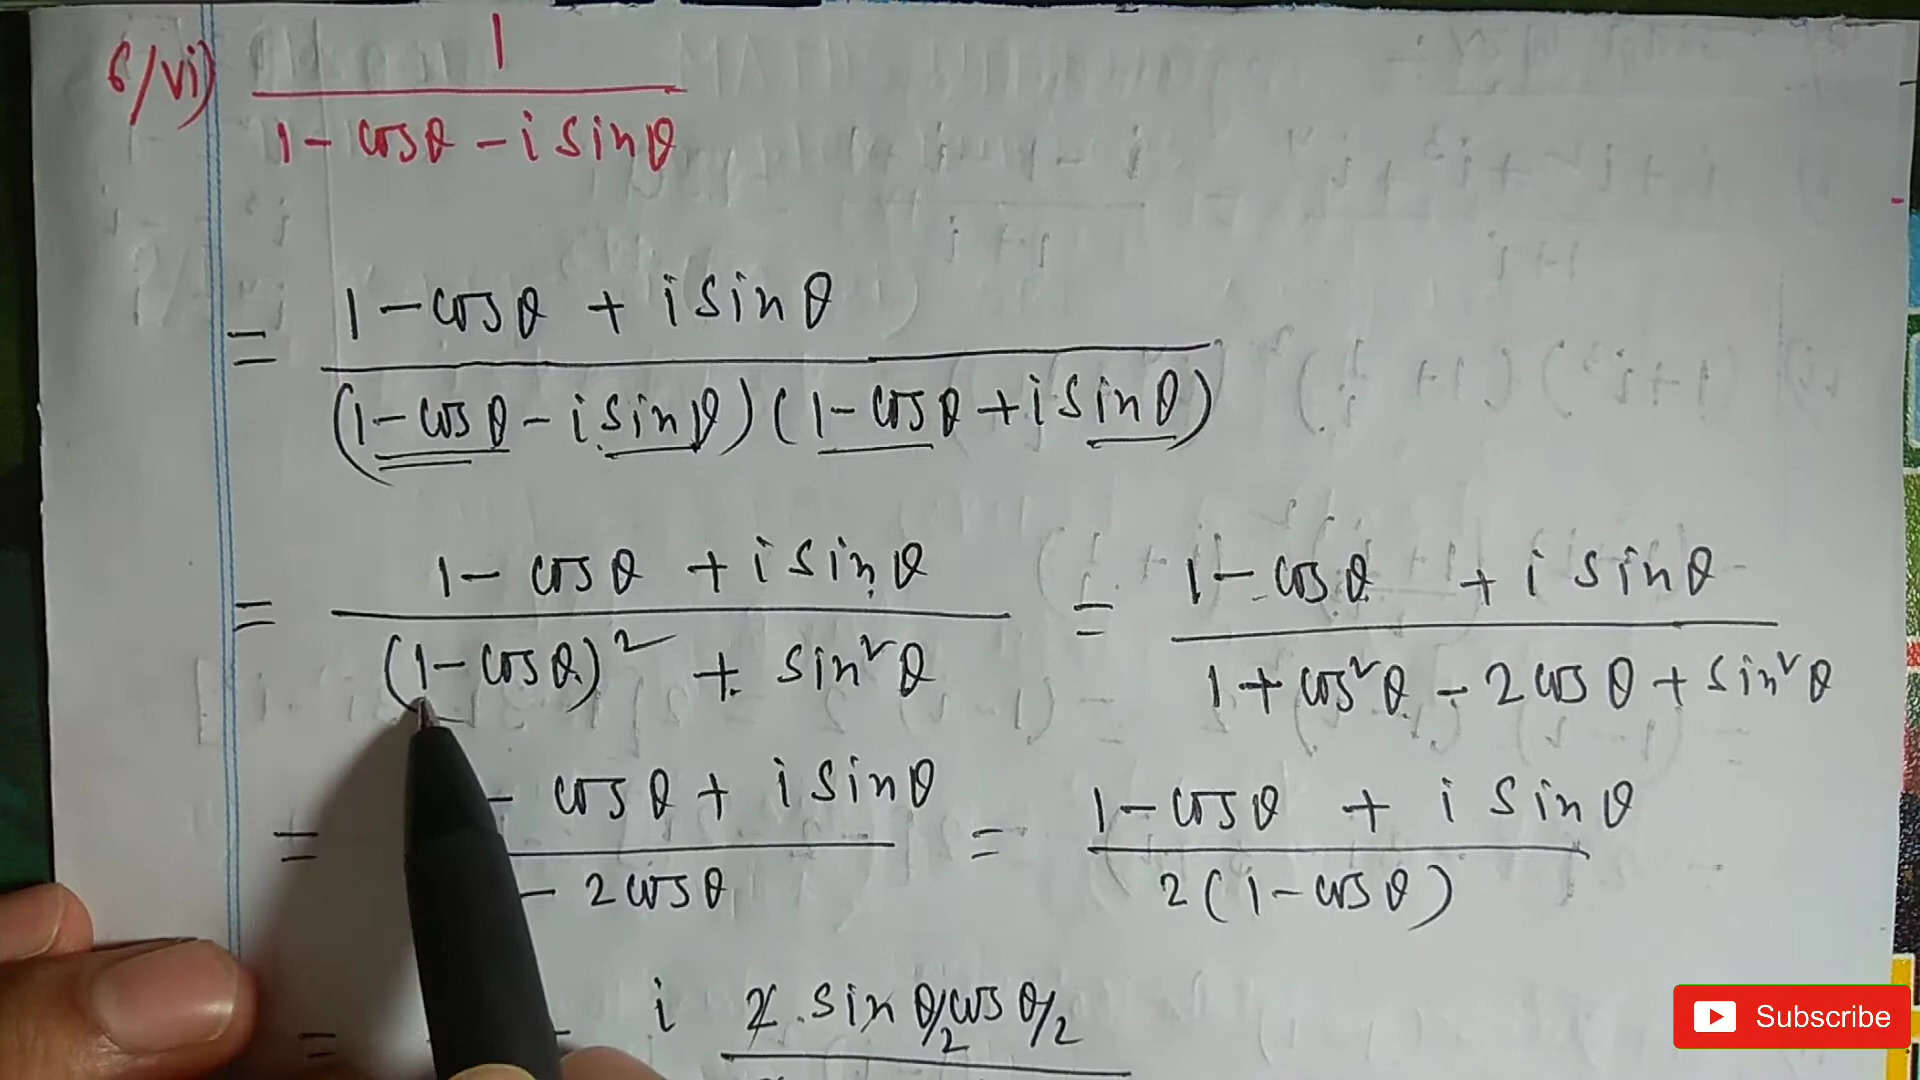 6/vi) 1
1 - cosθ - i sinθ
= 1 - cosθ + i sinθ
(1 - cosθ - i sinθ)(1 - cosθ + i sinθ)
= 1 - cosθ + i sinθ = 1 - cosθ + i sinθ
(1 - cosθ)² + sin²θ 1 + cos²θ - 2cosθ + sin²θ
= - cosθ + i sinθ = 1 - cosθ + i sinθ
- 2cosθ 2(1 - cosθ)
= i 2.sin θ/2 cos θ/2
Subscribe